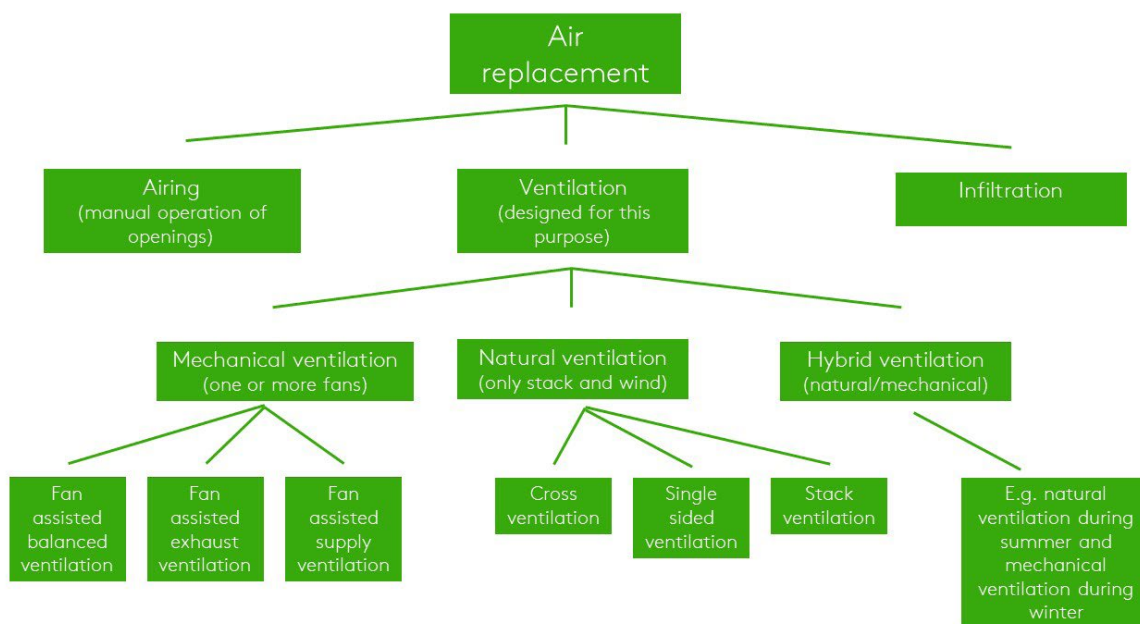 Air
replacement
Airing
(manual operation of
openings)
Ventilation
(designed for this
purpose)
Infiltration
Mechanical ventilation
(one or more fans)
Natural ventilation
(only stack and wind)
Hybrid ventilation
(natural/mechanical)
Fan
assisted
balanced
ventilation
Fan
assisted
exhaust
ventilation
Fan
assisted
supply
ventilation
Cross
ventilation
Single
sided
ventilation
Stack
ventilation
E.g. natural
ventilation during
summer and
mechanical
ventilation during
winter